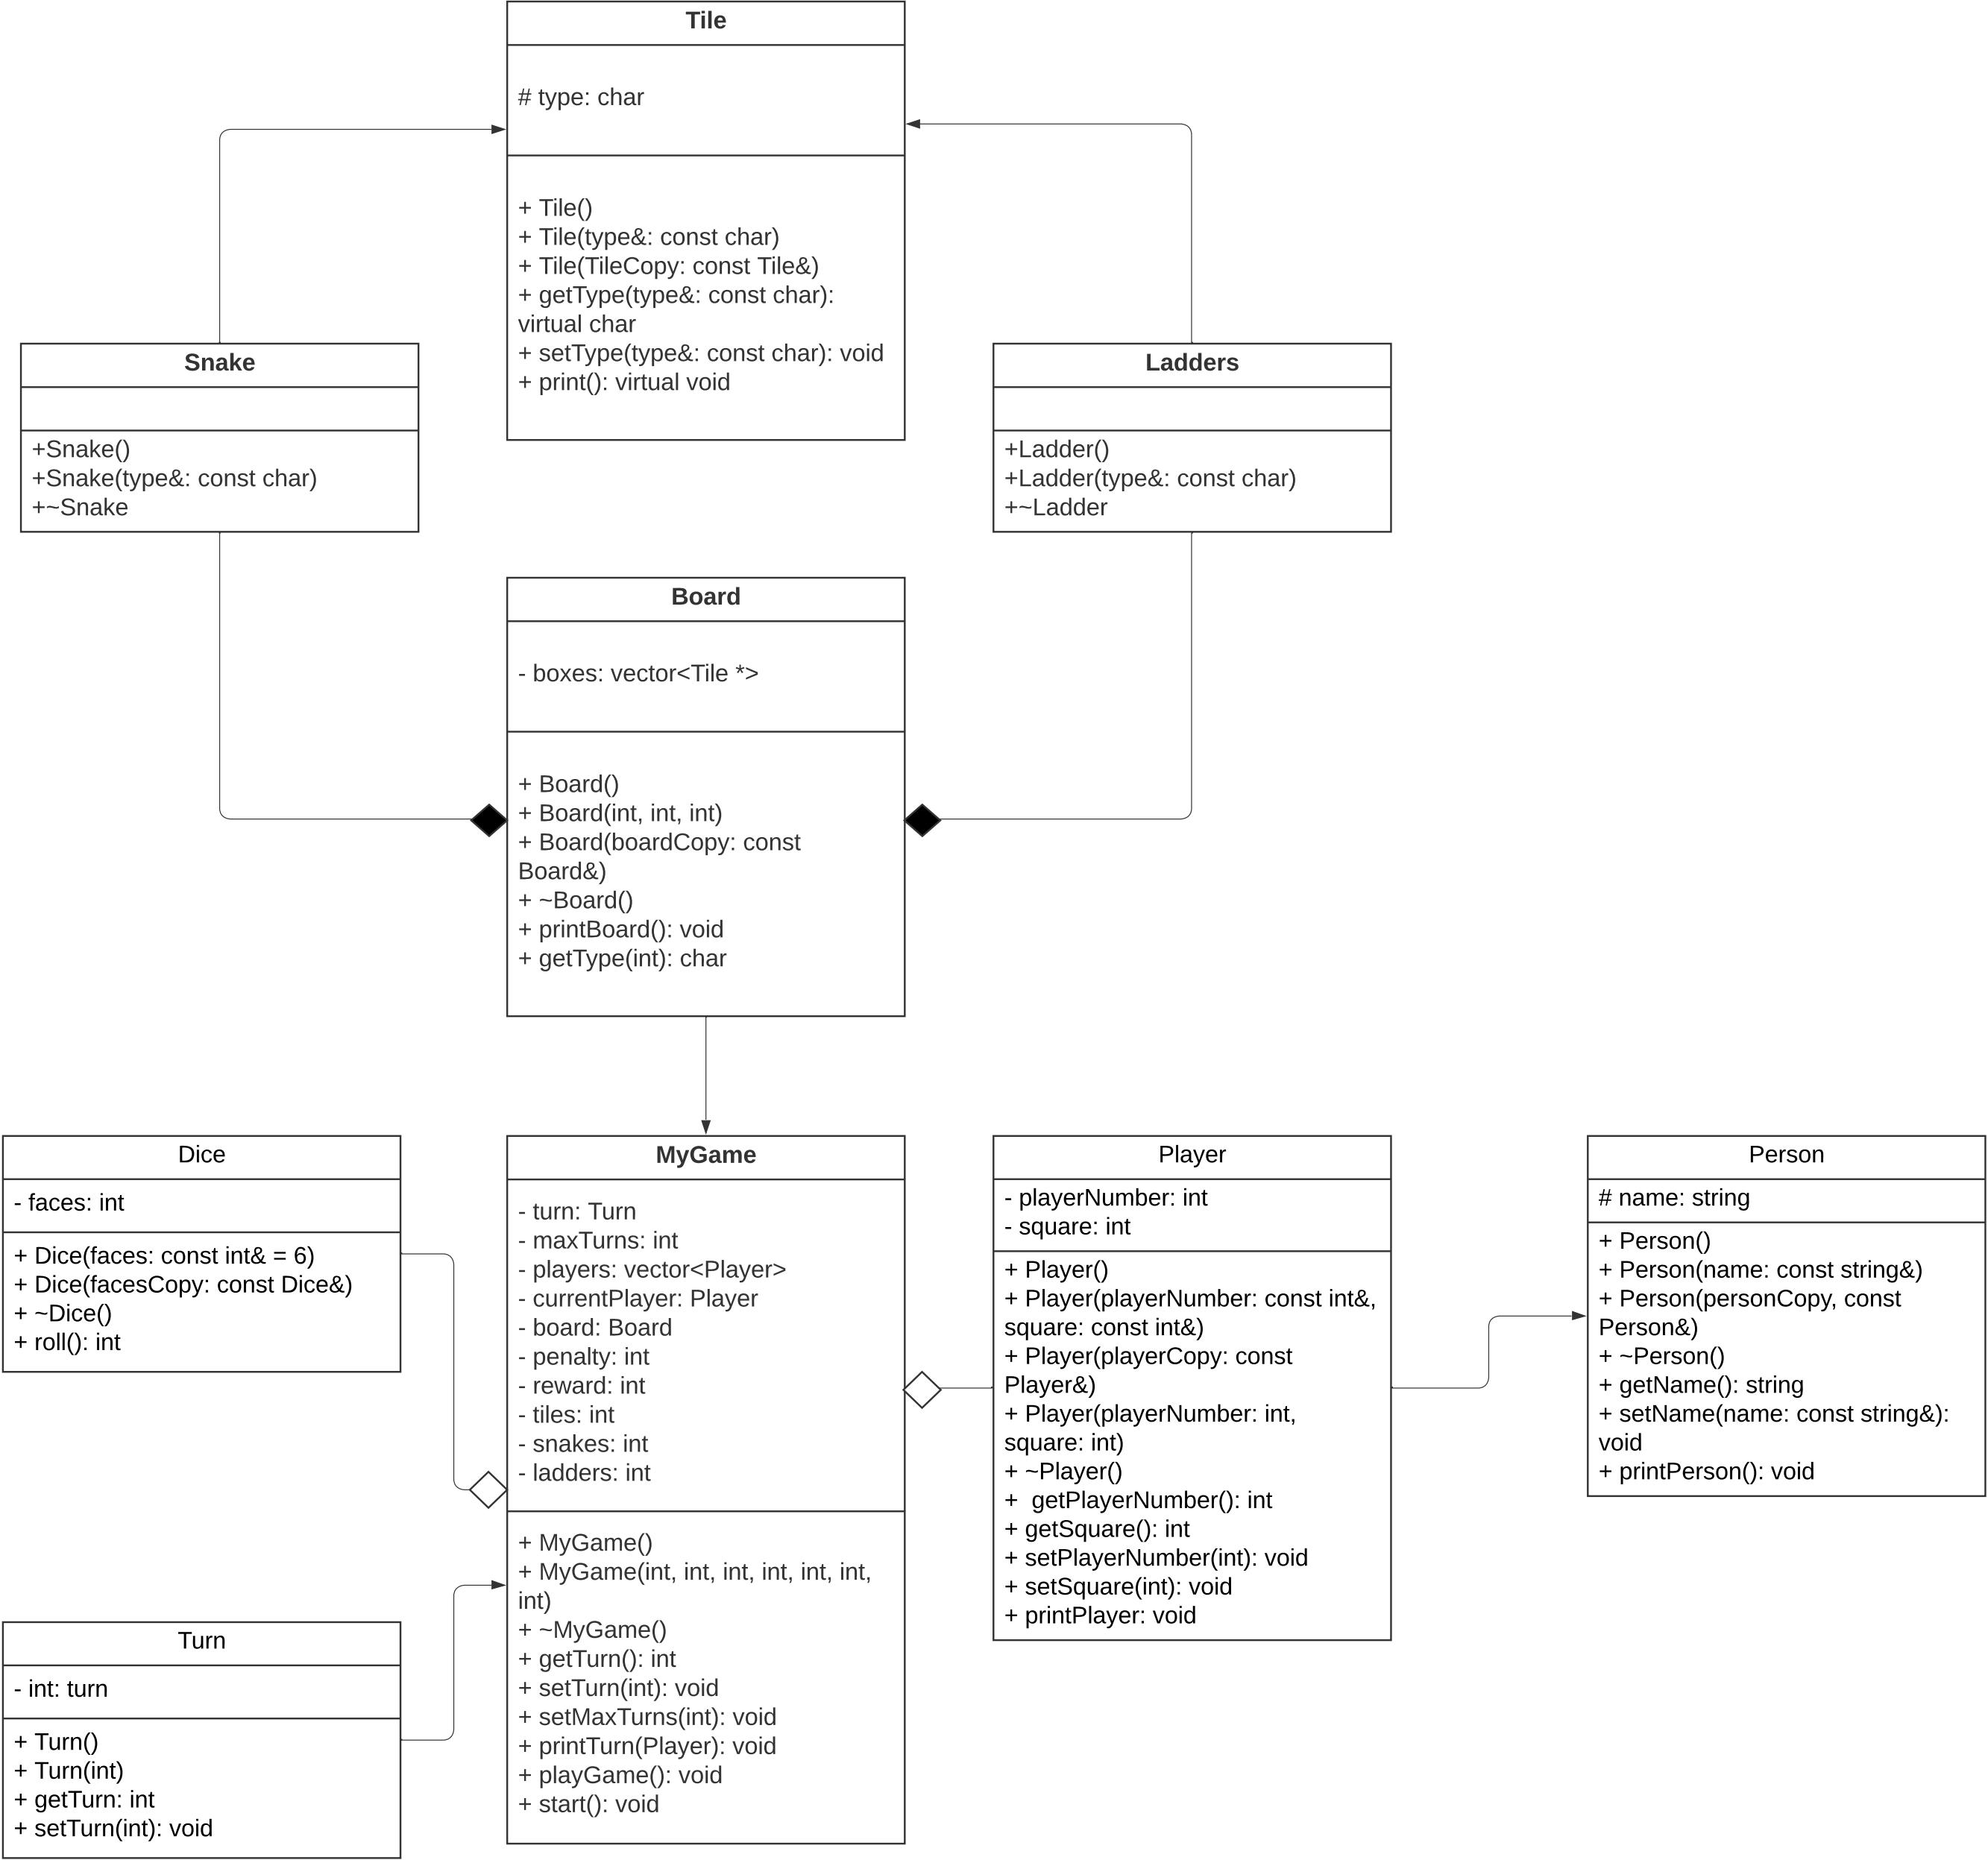 Tile
# type: char
+ Tile()
+ Tile(type&: const char)
+ Tile(TileCopy: const Tile&)
+ getType(type&: const char):
virtual char
+ setType(type&: const char): void
+ print(): virtual void
Snake
+Snake()
+Snake(type&: const char)
+~Snake
Ladders
+Ladder()
+Ladder(type&: const char)
+~Ladder
Board
- boxes: vector<Tile *>
+ Board()
+ Board(int, int, int)
+ Board(boardCopy: const
Board&)
+ ~Board()
+ printBoard(): void
+ getType(int): char
Dice
- faces: int
+ Dice(faces: const int& = 6)
+ Dice(facesCopy: const Dice&)
+ ~Dice()
+ roll(): int
MyGame
- turn: Turn
- maxTurns: int
- players: vector<Player>
- currentPlayer: Player
- board: Board
- penalty: int
- reward: int
- tiles: int
- snakes: int
- ladders: int
+ MyGame()
+ MyGame(int, int, int, int, int, int,
int)
+ ~MyGame()
+ getTurn(): int
+ setTurn(int): void
+ setMaxTurns(int): void
+ printTurn(Player): void
+ playGame(): void
+ start(): void
Player
- playerNumber: int
- square: int
+ Player()
+ Player(playerNumber: const int&,
square: const int&)
+ Player(playerCopy: const
Player&)
+ Player(playerNumber: int,
square: int)
+ ~Player()
+  getPlayerNumber(): int
+ getSquare(): int
+ setPlayerNumber(int): void
+ setSquare(int): void
+ printPlayer: void
Person
# name: string
+ Person()
+ Person(name: const string&)
+ Person(personCopy, const
Person&)
+ ~Person()
+ getName(): string
+ setName(name: const string&):
void
+ printPerson(): void
Turn
- int: turn
+ Turn()
+ Turn(int)
+ getTurn: int
+ setTurn(int): void